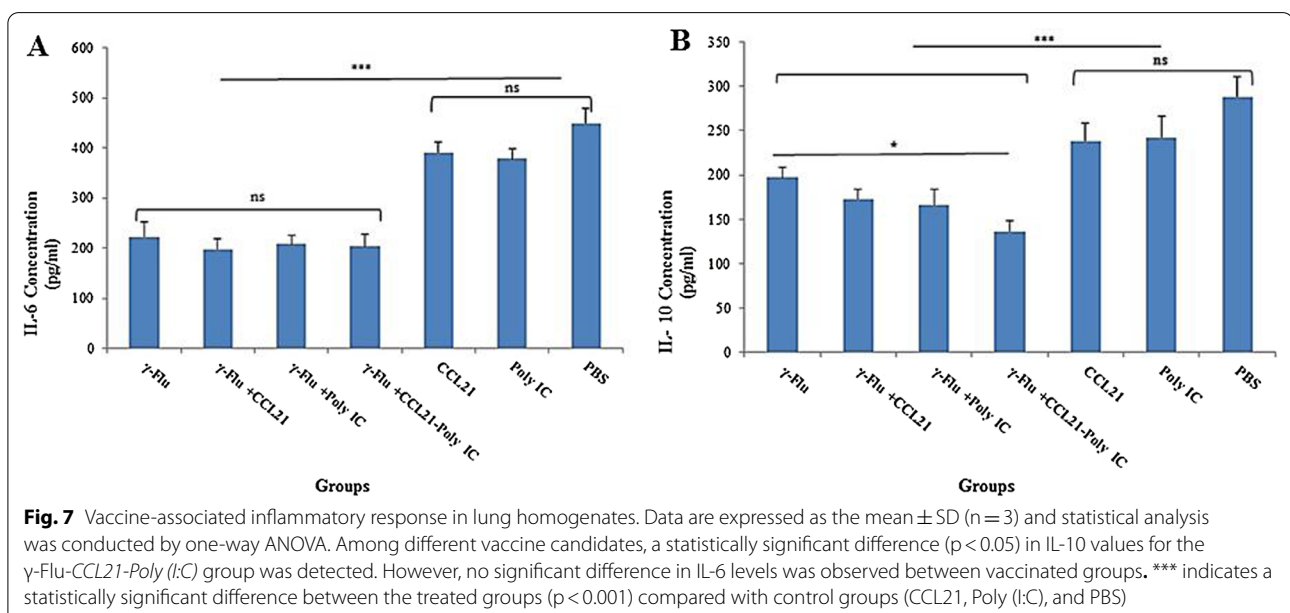 A
600
500
400
300
200
100
0
IL-6 Concentration
(pg/ml)
***
ns
ns
γ-Flu
γ-Flu +CCL21
γ-Flu +Poly IC
γ-Flu +CCL21-Poly IC
CCL21
Poly IC
PBS
Groups
B
350
300
250
200
150
100
50
0
IL- 10 Concentration
(pg/ml)
***
ns
*
γ-Flu
γ-Flu +CCL21
γ-Flu +Poly IC
γ-Flu +CCL21-Poly IC
CCL21
Poly IC
PBS
Groups
Fig. 7 Vaccine-associated inflammatory response in lung homogenates. Data are expressed as the mean ± SD (n = 3) and statistical analysis
was conducted by one-way ANOVA. Among different vaccine candidates, a statistically significant difference (p < 0.05) in IL-10 values for the
γ-Flu-CCL21-Poly (I:C) group was detected. However, no significant difference in IL-6 levels was observed between vaccinated groups. *** indicates a
statistically significant difference between the treated groups (p < 0.001) compared with control groups (CCL21, Poly (I:C), and PBS)